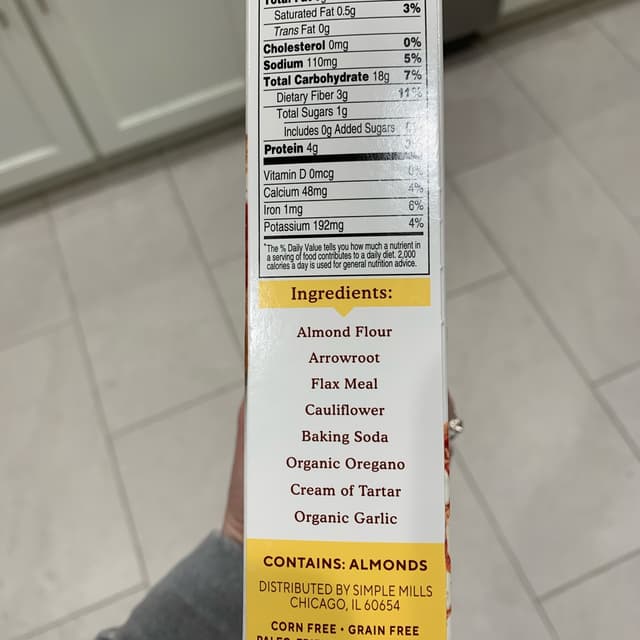 Saturated Fat 0.5g 3%
Trans Fat 0g
Cholesterol 0mg 0%
Sodium 110mg 5%
Total Carbohydrate 18g 7%
Dietary Fiber 3g 11%
Total Sugars 1g
Includes 0g Added Sugars
Protein 4g
Vitamin D 0mcg 0%
Calcium 48mg 4%
Iron 1mg 6%
Potassium 192mg 4%
*The % Daily Value tells you how much a nutrient in
a serving of food contributes to a daily diet. 2,000
calories a day is used for general nutrition advice.
Ingredients:
Almond Flour
Arrowroot
Flax Meal
Cauliflower
Baking Soda
Organic Oregano
Cream of Tartar
Organic Garlic
CONTAINS: ALMONDS
DISTRIBUTED BY SIMPLE MILLS
CHICAGO, IL 60654
CORN FREE • GRAIN FREE